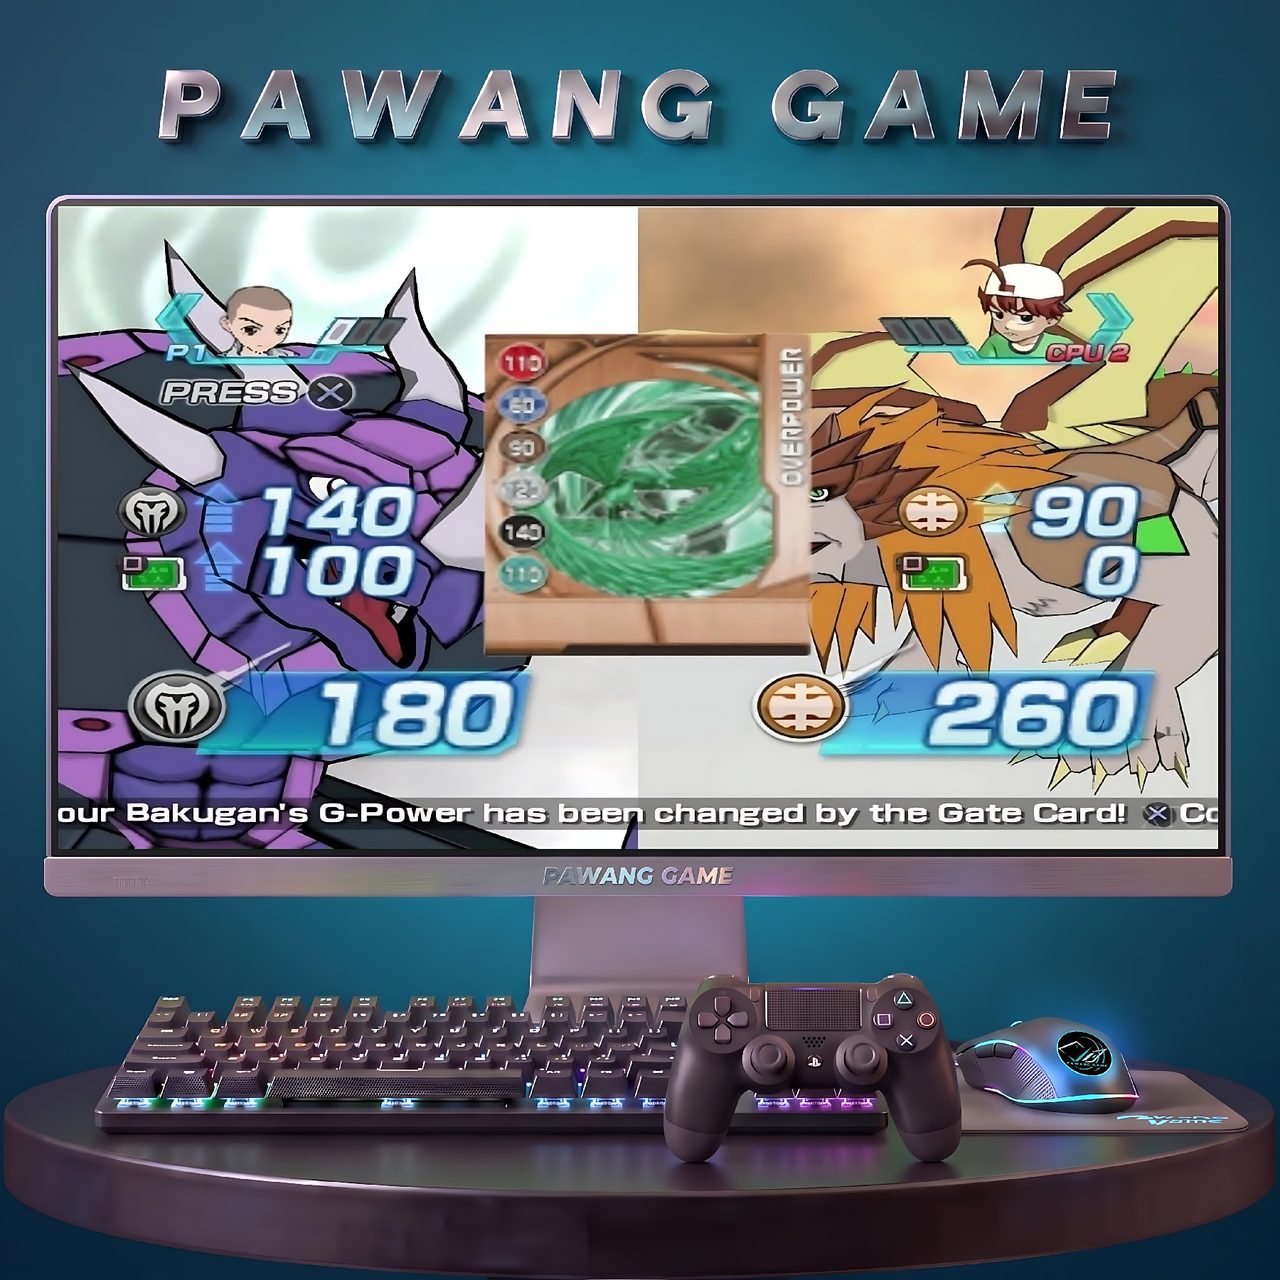 PAWANG GAME
P1
CPU 2
PRESS
110
60
90
120
140
110
OVERPOWER
140
100
90
0
180
260
our Bakugan's G-Power has been changed by the Gate Card!
PAWANG GAME